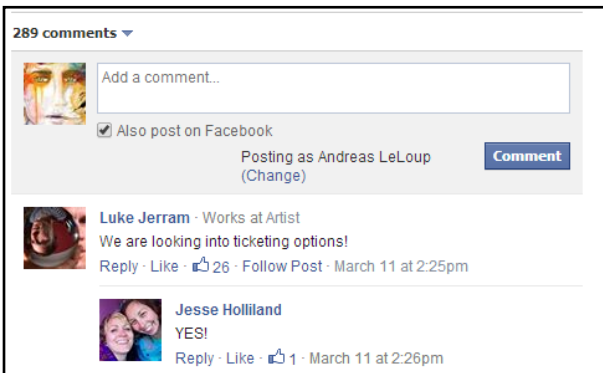 289 comments
Add a comment...
Also post on Facebook
Posting as Andreas LeLoup
(Change)
Comment
Luke Jerram · Works at Artist
We are looking into ticketing options!
Reply · Like · 26 · Follow Post · March 11 at 2:25pm
Jesse Holliland
YES!
Reply · Like · 1 · March 11 at 2:26pm